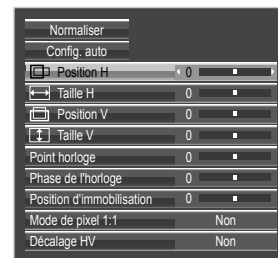 Normaliser
Config. auto
Position H 0
Taille H 0
Position V 0
Taille V 0
Point horloge 0
Phase de l'horloge 0
Position d'immobilisation 0
Mode de pixel 1:1 Non
Décalage HV Non